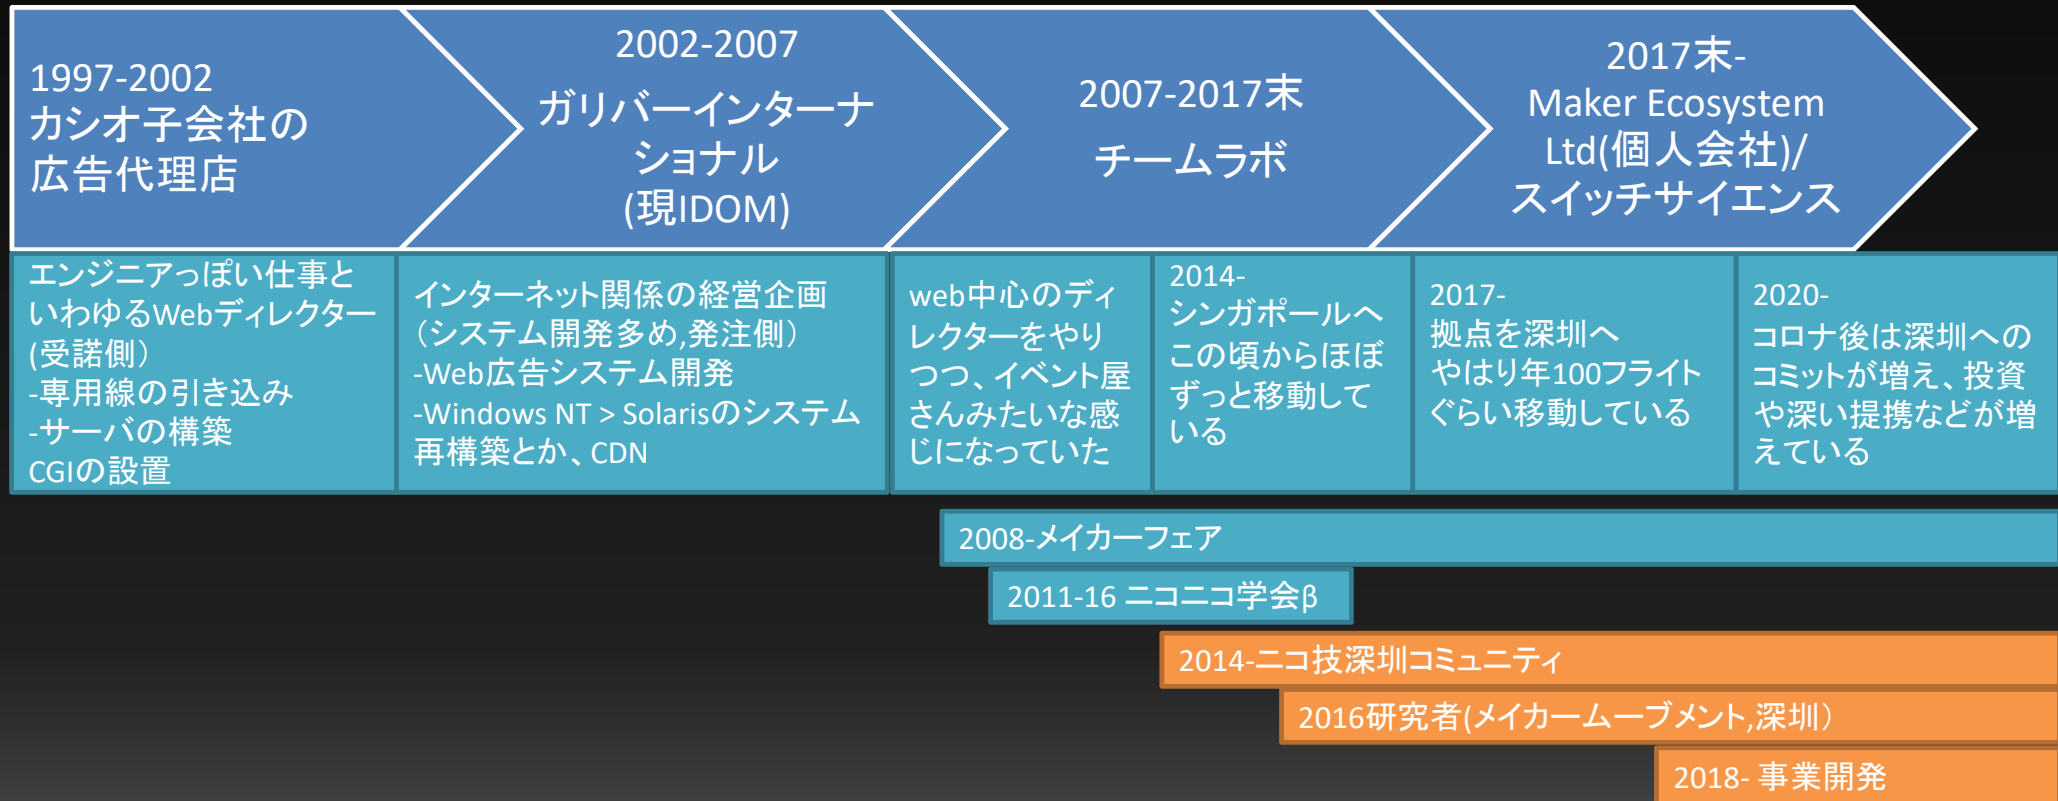 1997-2002
カシオ子会社の
広告代理店
2002-2007
ガリバーインターナ
ショナル
(現IDOM)
2007-2017末
チームラボ
2017末-
Maker Ecosystem
Ltd(個人会社)/
スイッチサイエンス
エンジニアっぽい仕事と
いわゆるWebディレクター
(受諾側）
-専用線の引き込み
-サーバの構築
CGIの設置
インターネット関係の経営企画
（システム開発多め,発注側）
-Web広告システム開発
-Windows NT > Solarisのシステム
再構築とか、CDN
web中心のディ
レクターをやり
つつ、イベント屋
さんみたいな感
じになっていた
2014-
シンガポールへ
この頃からほぼ
ずっと移動して
いる
2017-
拠点を深圳へ
やはり年100フライト
ぐらい移動している
2020-
コロナ後は深圳への
コミットが増え、投資
や深い提携などが増
えている
2008-メイカーフェア
2011-16 ニコニコ学会β
2014-ニコ技深圳コミュニティ
2016研究者(メイカームーブメント,深圳）
2018- 事業開発